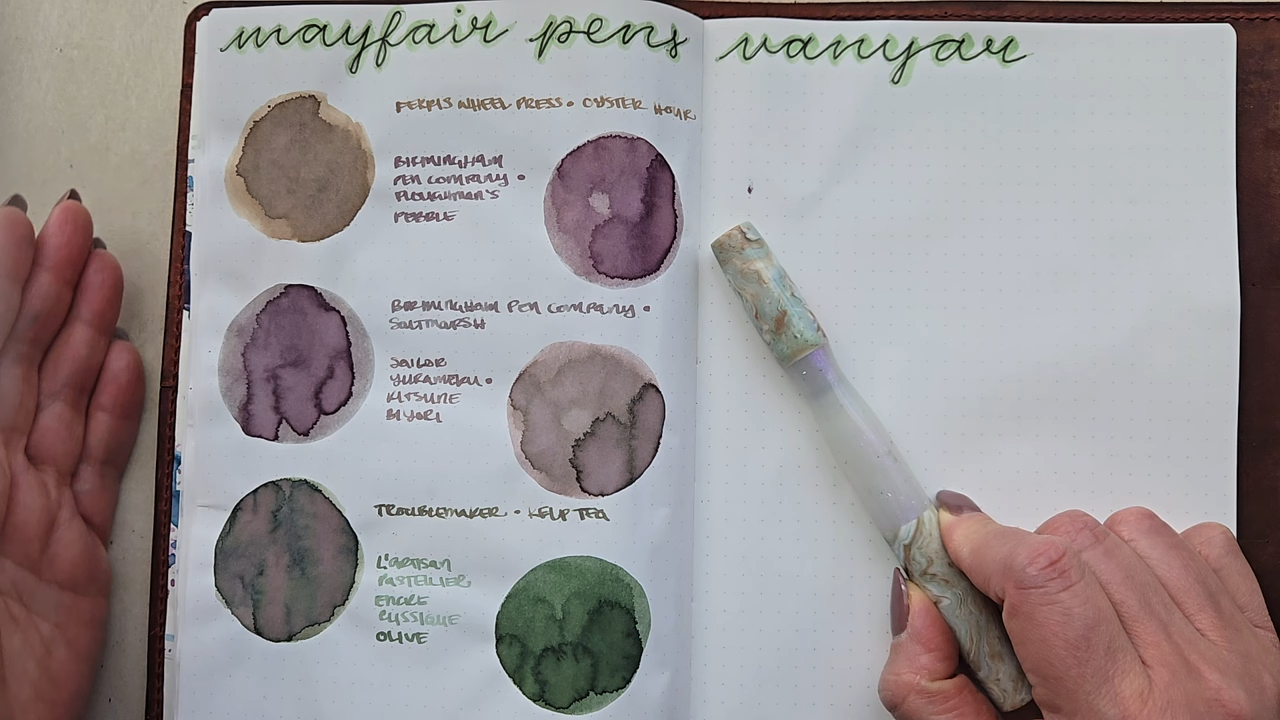 mayfair pens vanyar
FERRIS WHEEL PRESS • OYSTER HOUR
BIRMINGHAM
PEN COMPANY •
PLOUGHMAN'S
PEBBLE
BIRMINGHAM PEN COMPANY •
SALTMARSH
SAILOR
YURAMEKU •
KITSUNE
BIYORI
TROUBLEMAKER • KELP TEA
L'ARTISAN
PASTELLIER
ENCRE
CLASSIQUE
OLIVE